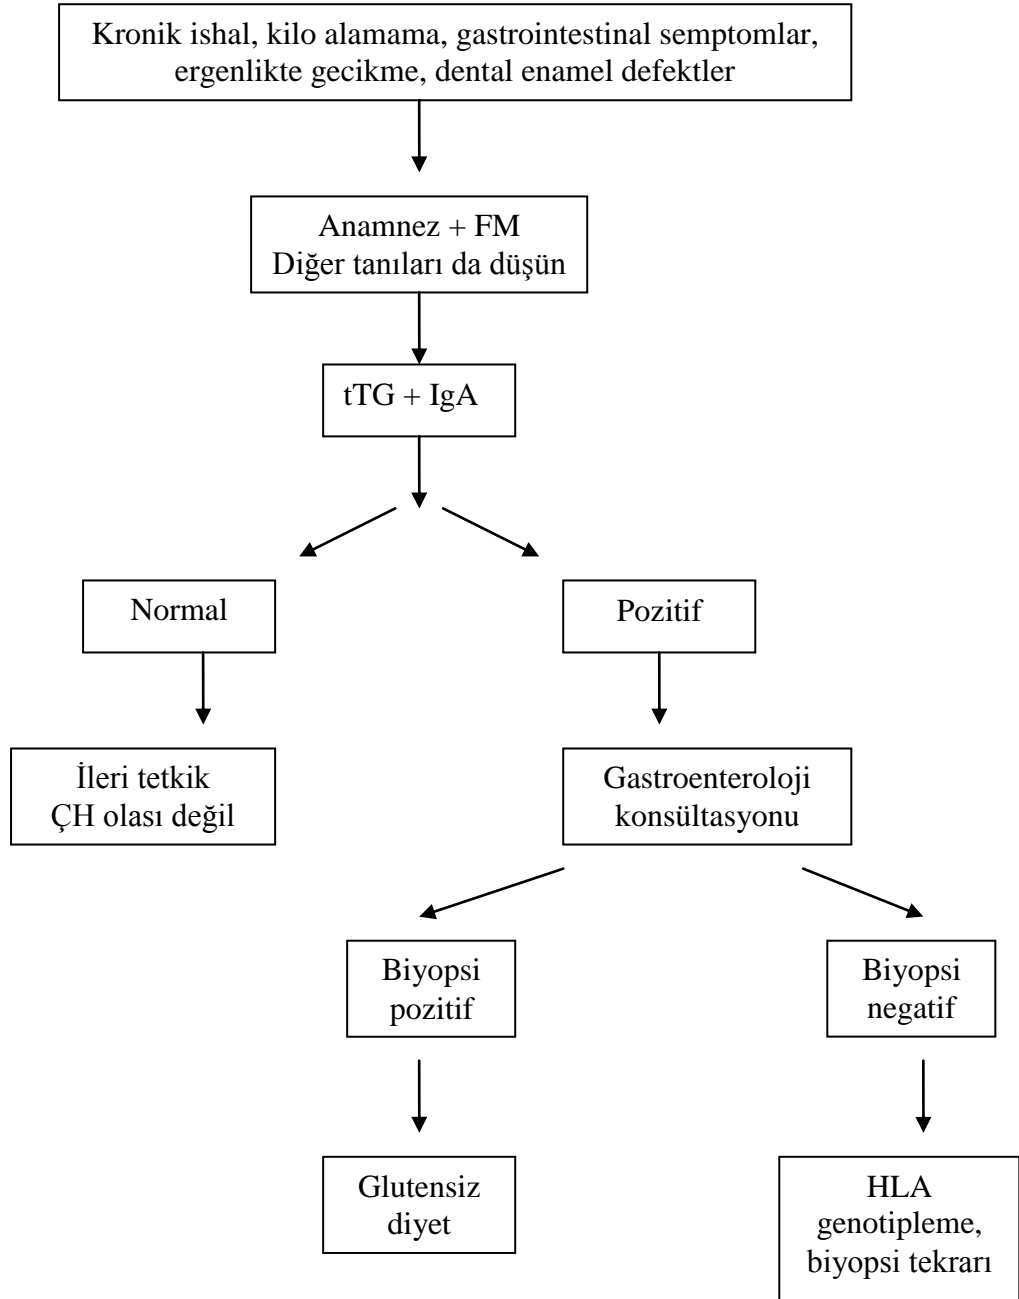 Kronik ishal, kilo alamama, gastrointestinal semptomlar,
ergenlikte gecikme, dental enamel defektler
Anamnez + FM
Diğer tanıları da düşün
tTG + IgA
Normal
Pozitif
İleri tetkik
ÇH olası değil
Gastroenteroloji
konsültasyonu
Biyopsi
pozitif
Biyopsi
negatif
Glutensiz
diyet
HLA
genotipleme,
biyopsi tekrarı